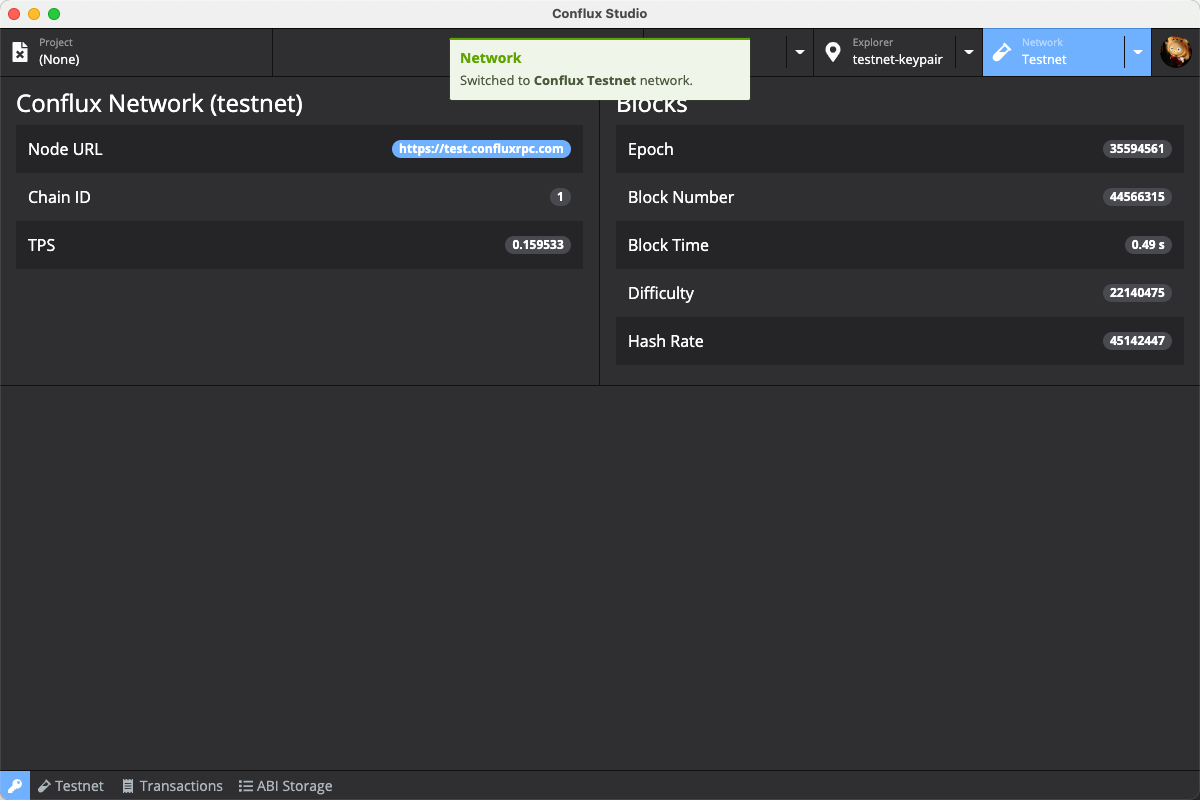 Conflux Studio
Project
(None)
Explorer
testnet-keypair
Network
Testnet
Network
Switched to Conflux Testnet network.
Conflux Network (testnet)
Node URL https://test.confluxrpc.com
Chain ID 1
TPS 0.159533
Blocks
Epoch 35594561
Block Number 44566315
Block Time 0.49 s
Difficulty 22140475
Hash Rate 45142447
Testnet Transactions ABI Storage